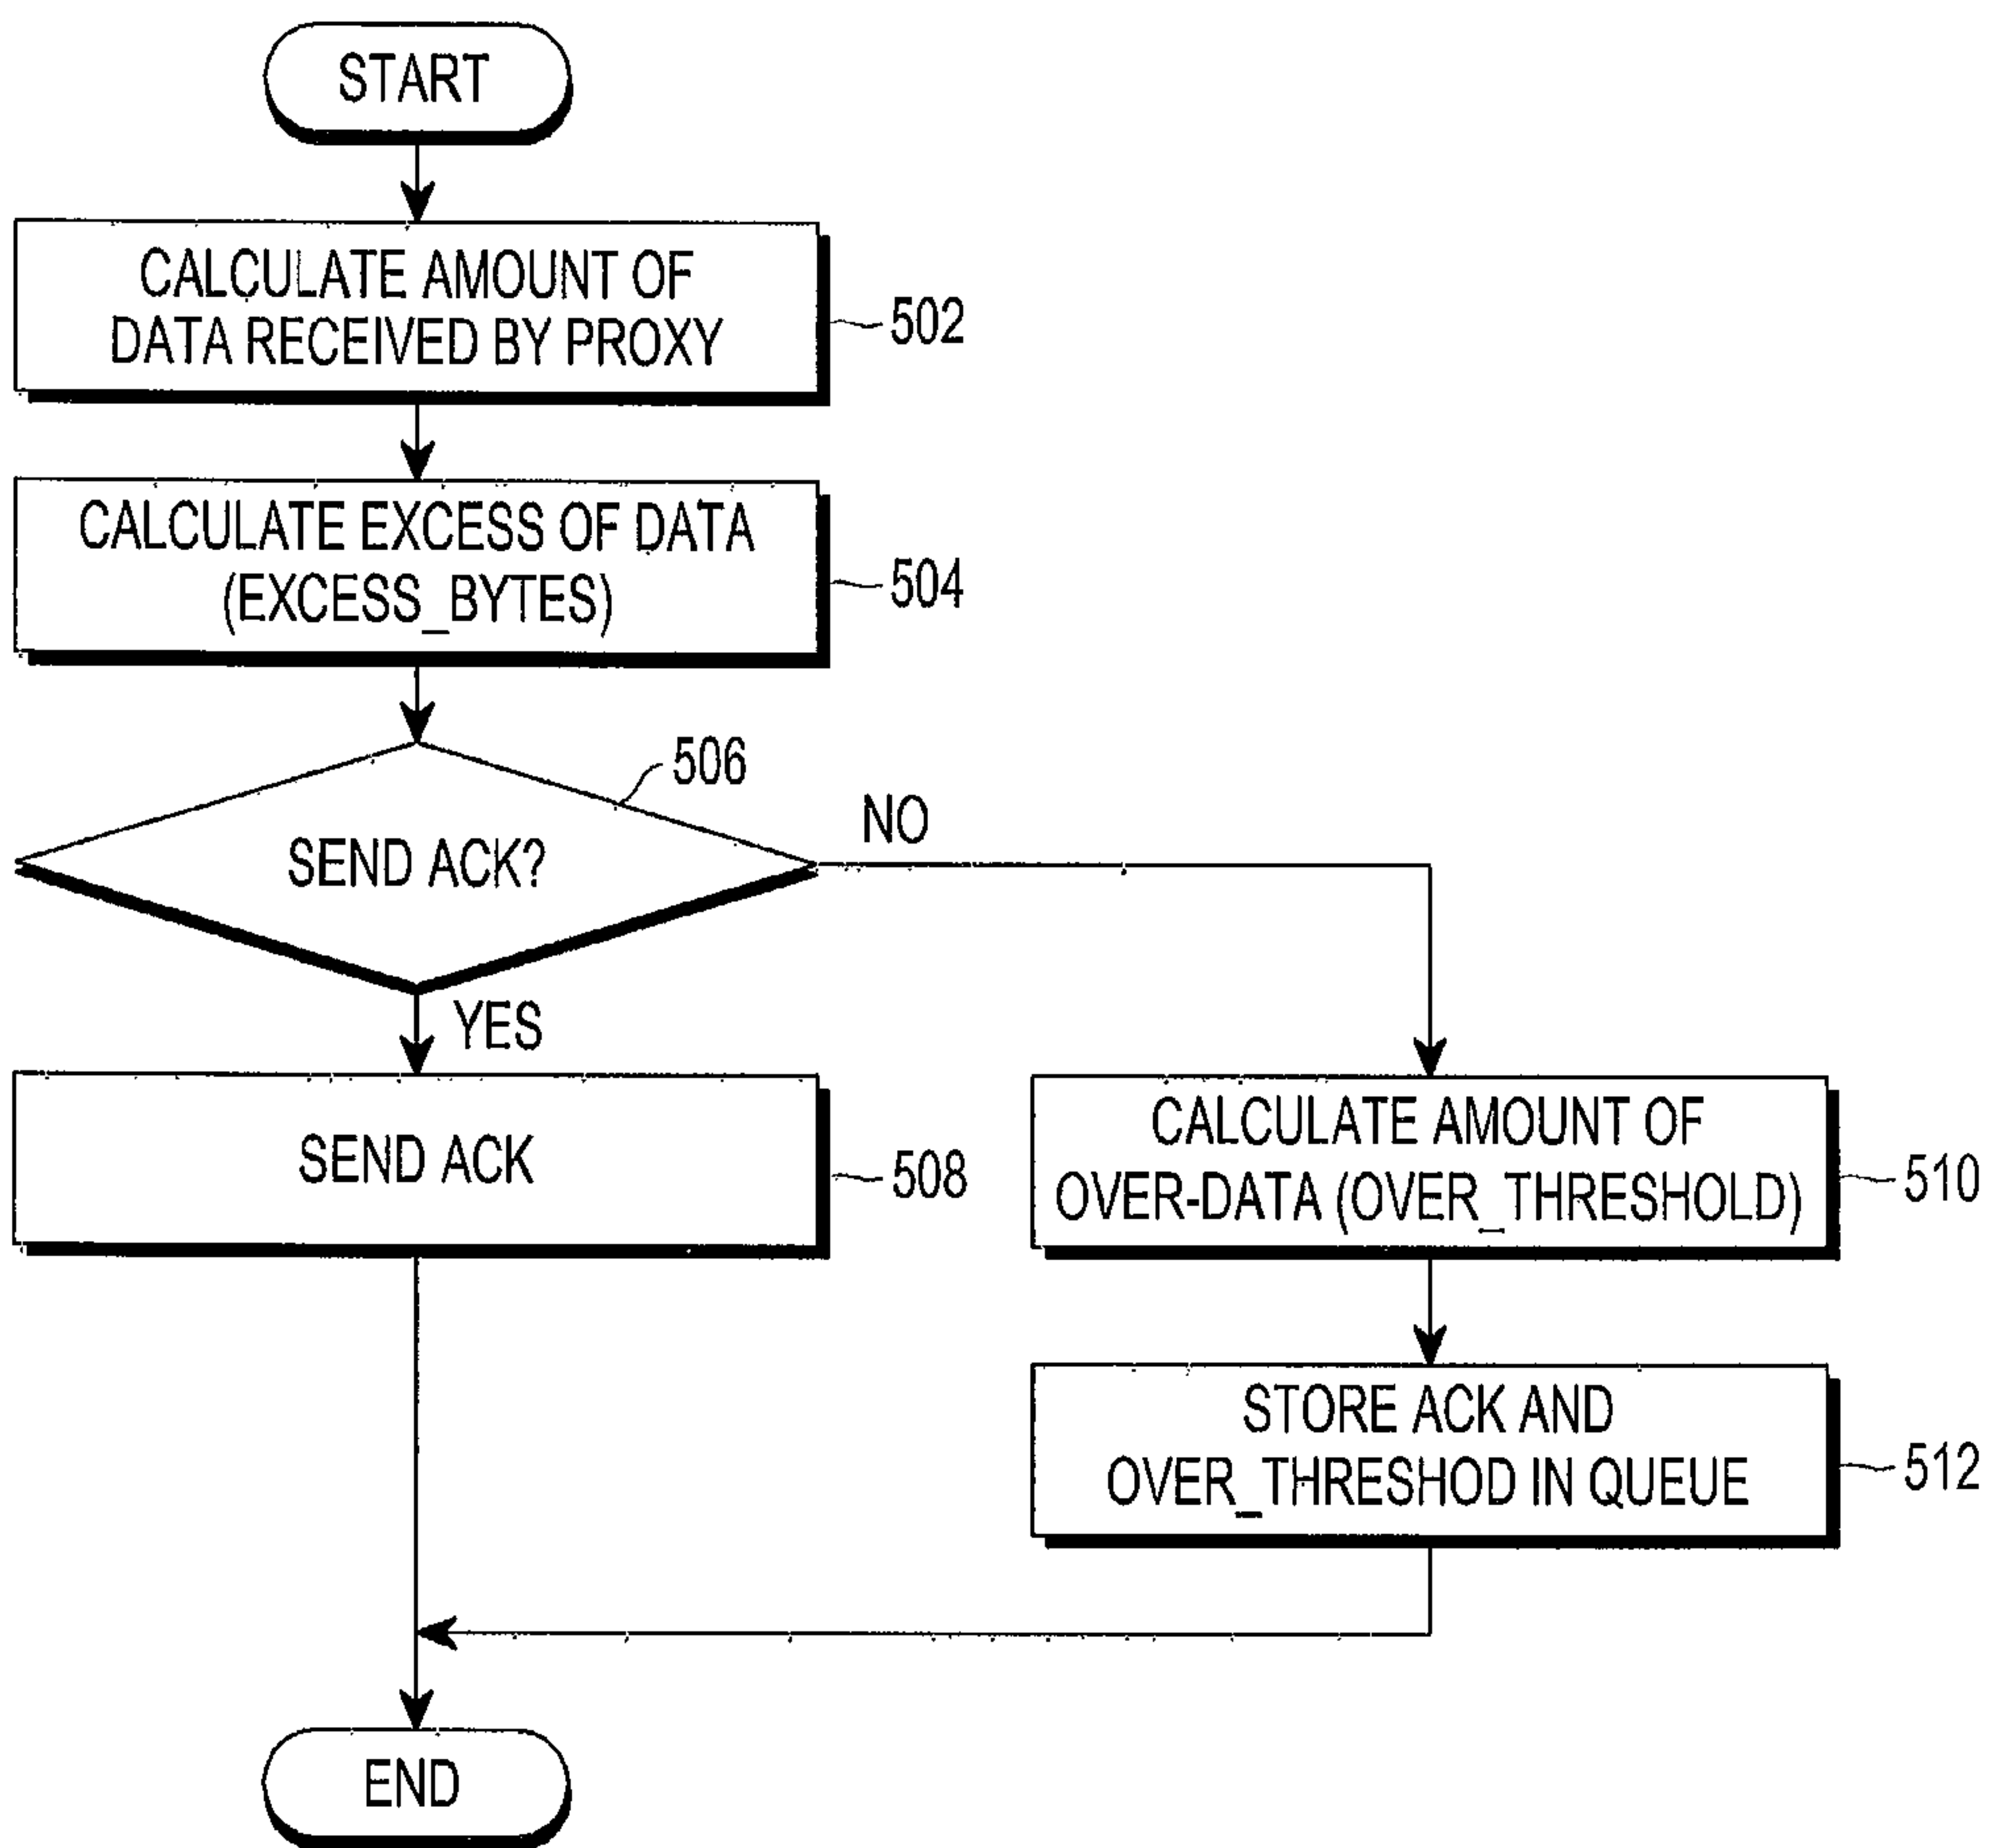 START
CALCULATE AMOUNT OF
DATA RECEIVED BY PROXY
502
CALCULATE EXCESS OF DATA
(EXCESS_BYTES)
504
506
SEND ACK?
NO
YES
SEND ACK
508
CALCULATE AMOUNT OF
OVER-DATA (OVER_THRESHOLD)
510
STORE ACK AND
OVER_THRESHOD IN QUEUE
512
END